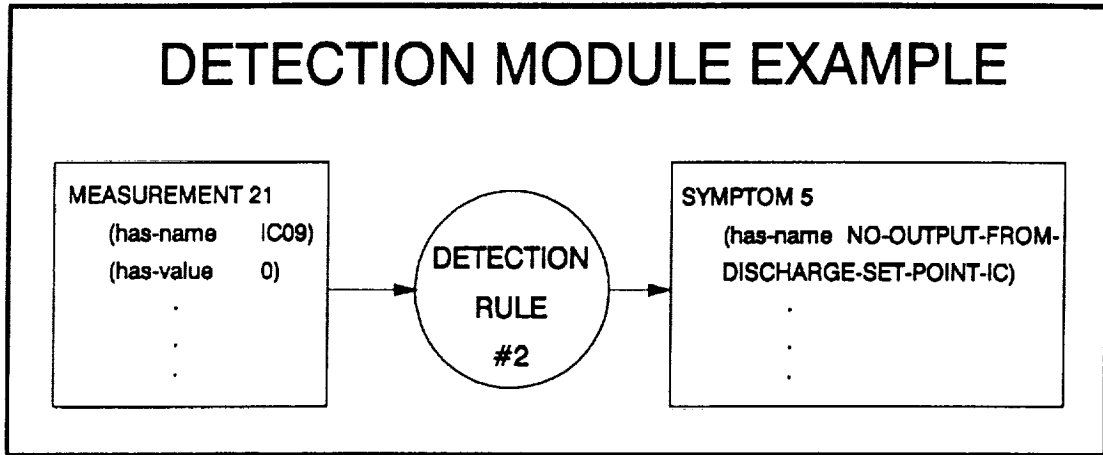 DETECTION MODULE EXAMPLE
MEASUREMENT 21
(has-name IC09)
(has-value 0)
.
.
.
DETECTION
RULE
#2
SYMPTOM 5
(has-name NO-OUTPUT-FROM-
DISCHARGE-SET-POINT-IC)
.
.
.